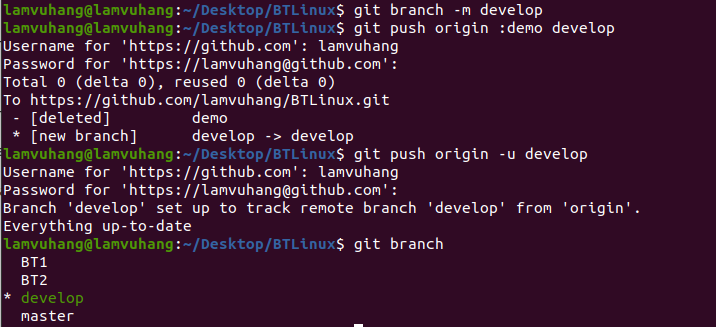 lamvuhang@lamvuhang:~/Desktop/BTLinux$ git branch -m develop
lamvuhang@lamvuhang:~/Desktop/BTLinux$ git push origin :demo develop
Username for 'https://github.com': lamvuhang
Password for 'https://lamvuhang@github.com':
Total 0 (delta 0), reused 0 (delta 0)
To https://github.com/lamvuhang/BTLinux.git
 - [deleted]         demo
 * [new branch]      develop -> develop
lamvuhang@lamvuhang:~/Desktop/BTLinux$ git push origin -u develop
Username for 'https://github.com': lamvuhang
Password for 'https://lamvuhang@github.com':
Branch 'develop' set up to track remote branch 'develop' from 'origin'.
Everything up-to-date
lamvuhang@lamvuhang:~/Desktop/BTLinux$ git branch
  BT1
  BT2
* develop
  master